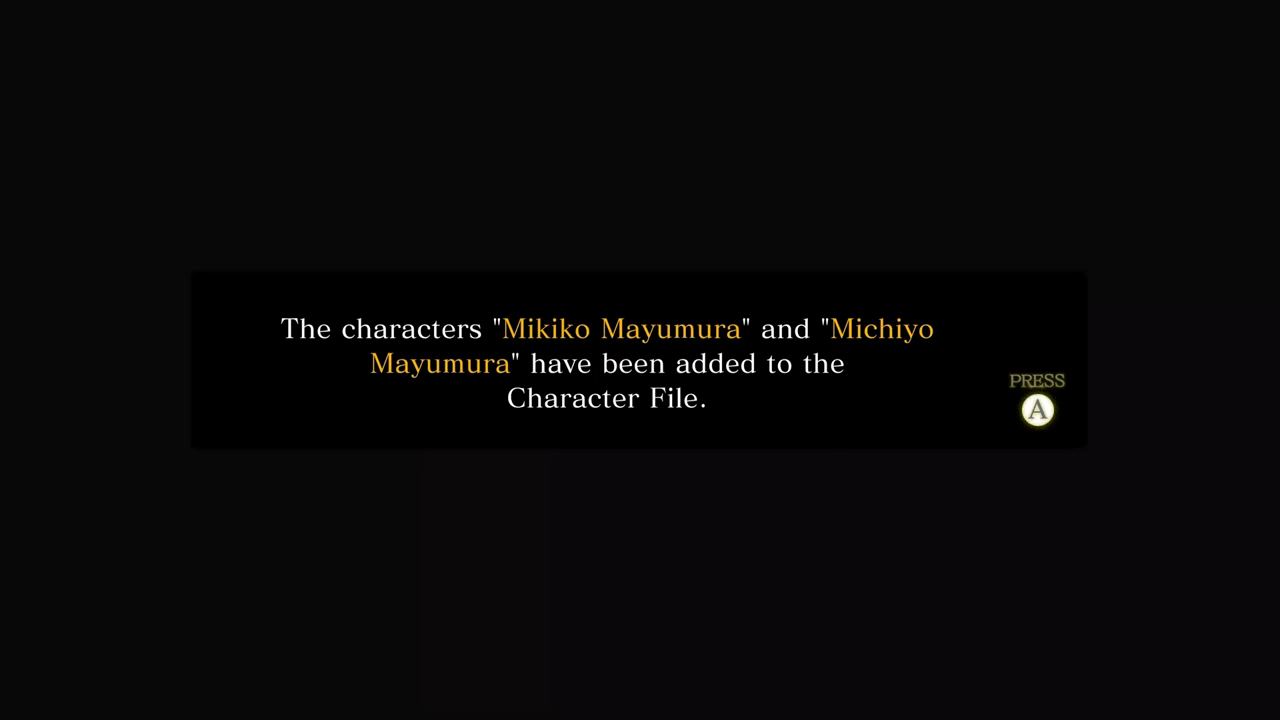 The characters "Mikiko Mayumura" and "Michiyo
Mayumura" have been added to the
Character File.
PRESS
A